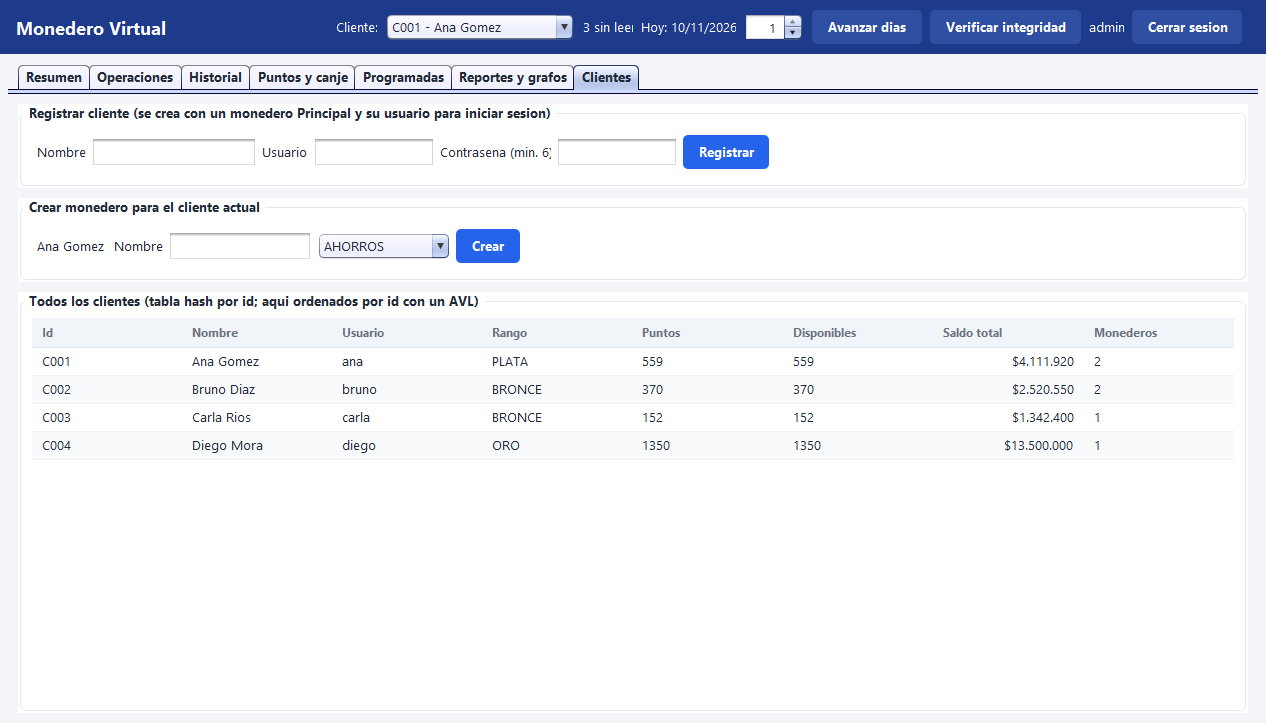 Monedero Virtual Cliente: C001 - Ana Gomez 3 sin leer Hoy: 10/11/2026 1 Avanzar dias Verificar integridad admin Cerrar sesion
Resumen Operaciones Historial Puntos y canje Programadas Reportes y grafos Clientes
Registrar cliente (se crea con un monedero Principal y su usuario para iniciar sesion)
Nombre Usuario Contrasena (min. 6) Registrar
Crear monedero para el cliente actual
Ana Gomez Nombre AHORROS Crear
Todos los clientes (tabla hash por id; aqui ordenados por id con un AVL)
Id Nombre Usuario Rango Puntos Disponibles Saldo total Monederos
C001 Ana Gomez ana PLATA 559 559 $4.111.920 2
C002 Bruno Diaz bruno BRONCE 370 370 $2.520.550 2
C003 Carla Rios carla BRONCE 152 152 $1.342.400 1
C004 Diego Mora diego ORO 1350 1350 $13.500.000 1